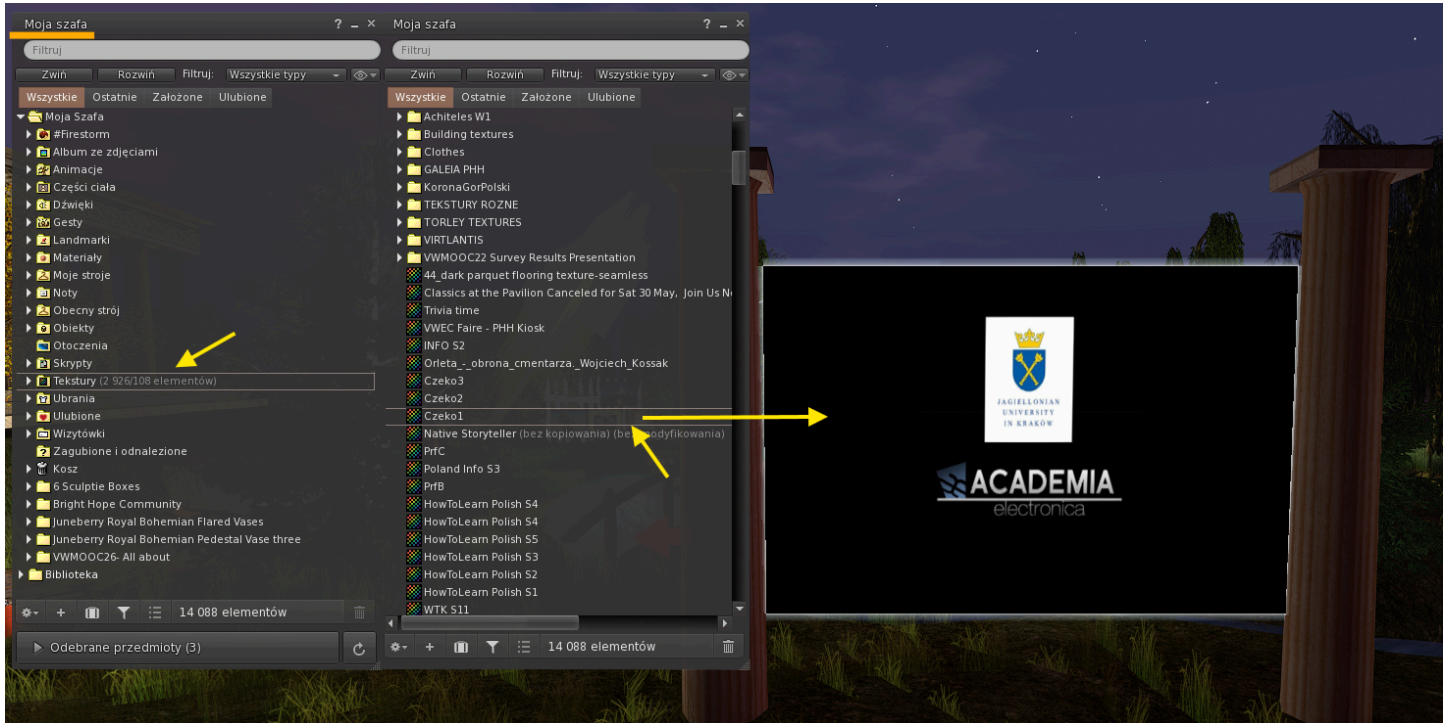 Moja szafa
Filtruj
Zwiń Rozwiń Filtruj: Wszystkie typy
Wszystkie Ostatnie Założone Ulubione
Moja Szafa
#Firestorm
Album ze zdjęciami
Animacje
Części ciała
Dźwięki
Gesty
Landmarki
Materiały
Moje stroje
Noty
Obecny strój
Obiekty
Otoczenia
Skrypty
Tekstury (2 926/108 elementów)
Ubrania
Ulubione
Wizytówki
Zagubione i odnalezione
Kosz
6 Sculptie Boxes
Bright Hope Community
Juneberry Royal Bohemian Flared Vases
Juneberry Royal Bohemian Pedestal Vase three
VWMOOC26- All about
Biblioteka
14 088 elementów
Odebrane przedmioty (3)
Moja szafa
Filtruj
Zwiń Rozwiń Filtruj: Wszystkie typy
Wszystkie Ostatnie Założone Ulubione
Achiteles W1
Building textures
Clothes
GALEIA PHH
KoronaGorPolski
TEKSTURY ROZNE
TORLEY TEXTURES
VIRTLANTIS
VWMOOC22 Survey Results Presentation
44_dark parquet flooring texture-seamless
Classics at the Pavilion Canceled for Sat 30 May, Join Us
Trivia time
VWEC Faire - PHH Kiosk
INFO S2
Orleta_-_obrona_cmentarza._Wojciech_Kossak
Czeko3
Czeko2
Czeko1
Native Storyteller (bez kopiowania)
PrfC
Poland Info S3
PrfB
HowToLearn Polish S4
HowToLearn Polish S4
HowToLearn Polish S5
HowToLearn Polish S3
HowToLearn Polish S2
HowToLearn Polish S1
WTK S11
14 088 elementów
JAGIELLONIAN
UNIVERSITY
IN KRAKÓW
ACADEMIA
electronica